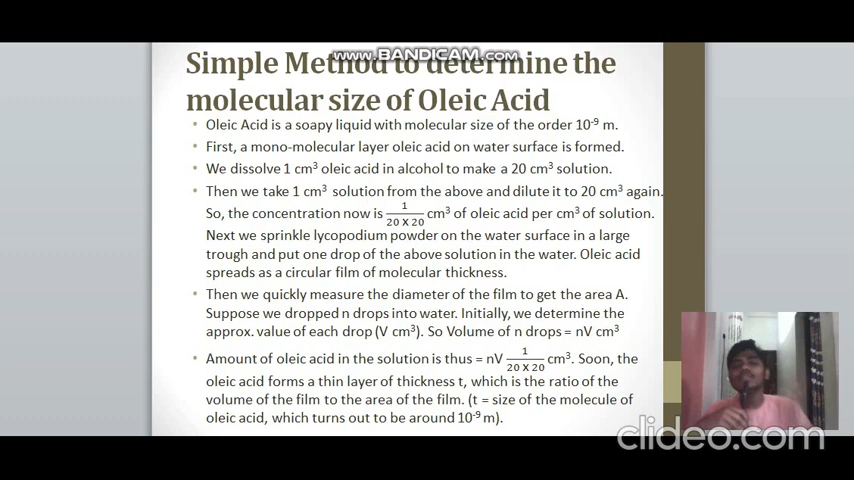 www.BANDICAM.com
Simple Method to determine the
molecular size of Oleic Acid
• Oleic Acid is a soapy liquid with molecular size of the order 10⁻⁹ m.
• First, a mono-molecular layer oleic acid on water surface is formed.
• We dissolve 1 cm³ oleic acid in alcohol to make a 20 cm³ solution.
• Then we take 1 cm³ solution from the above and dilute it to 20 cm³ again.
So, the concentration now is 1/(20 X 20) cm³ of oleic acid per cm³ of solution.
Next we sprinkle lycopodium powder on the water surface in a large
trough and put one drop of the above solution in the water. Oleic acid
spreads as a circular film of molecular thickness.
• Then we quickly measure the diameter of the film to get the area A.
Suppose we dropped n drops into water. Initially, we determine the
approx. value of each drop (V cm³). So Volume of n drops = nV cm³
• Amount of oleic acid in the solution is thus = nV 1/(20 X 20) cm³. Soon, the
oleic acid forms a thin layer of thickness t, which is the ratio of the
volume of the film to the area of the film. (t = size of the molecule of
oleic acid, which turns out to be around 10⁻⁹ m).
clideo.com